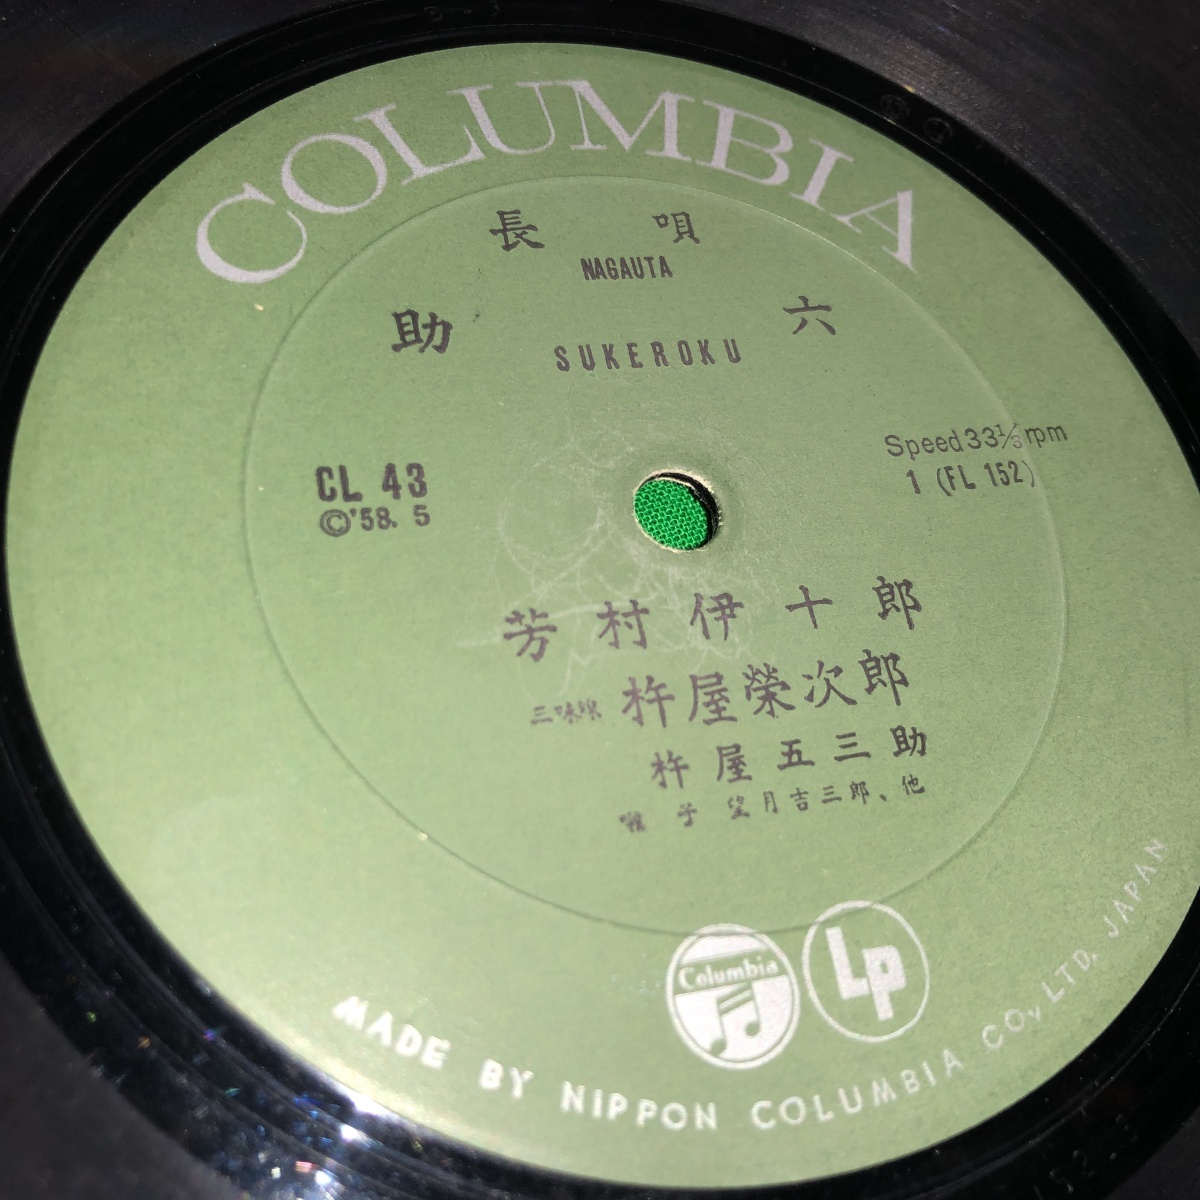 COLUMBIA
長唄
NAGAUTA
助六
SUKEROKU
Speed 33⅓ rpm
1 (FL 152)
CL 43
©'58. 5
芳村伊十郎
三味線 杵屋榮次郎
杵屋五三助
囃子 望月吉三郎、他
Columbia
LP
MADE BY NIPPON COLUMBIA CO., LTD. JAPAN